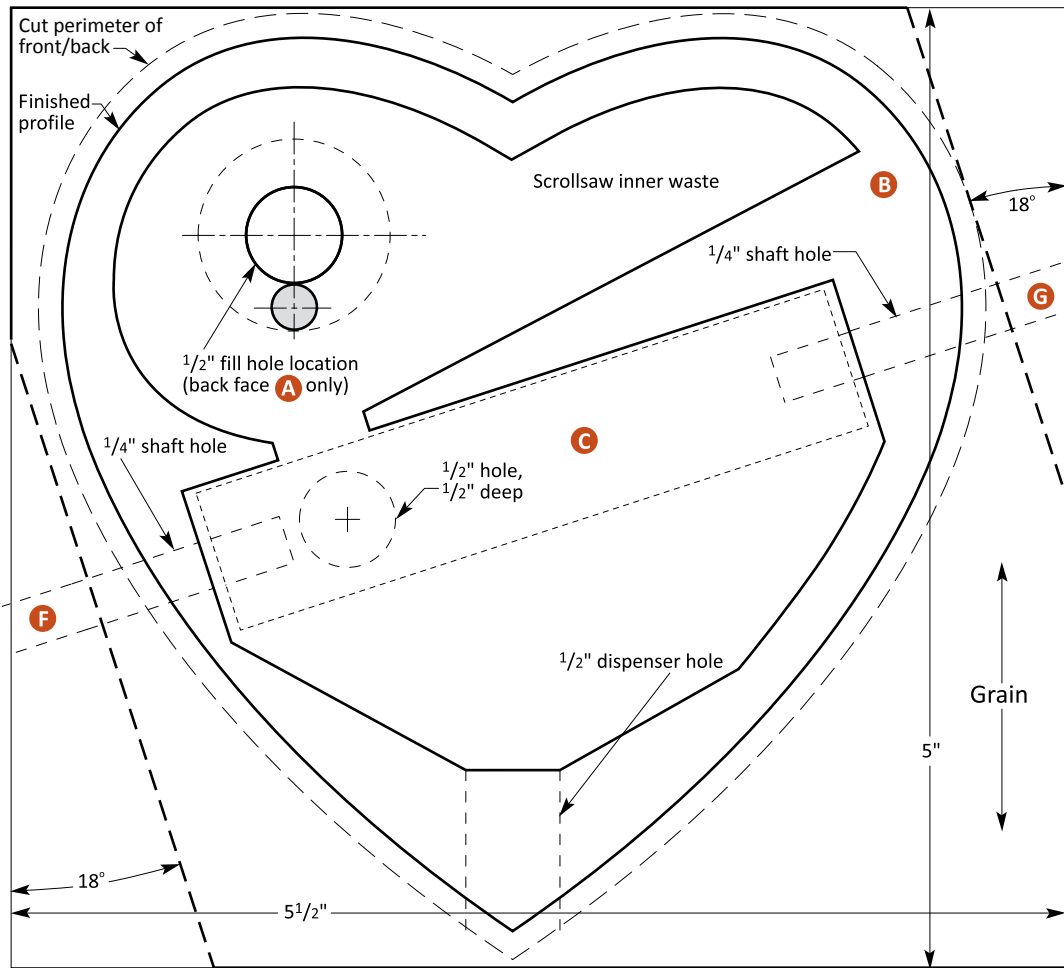 Cut perimeter of
front/back
Finished
profile
Scrollsaw inner waste
B
18°
1/4" shaft hole
G
1/2" fill hole location
(back face A only)
1/4" shaft hole
C
1/2" hole,
1/2" deep
F
1/2" dispenser hole
Grain
5"
18°
5 1/2"